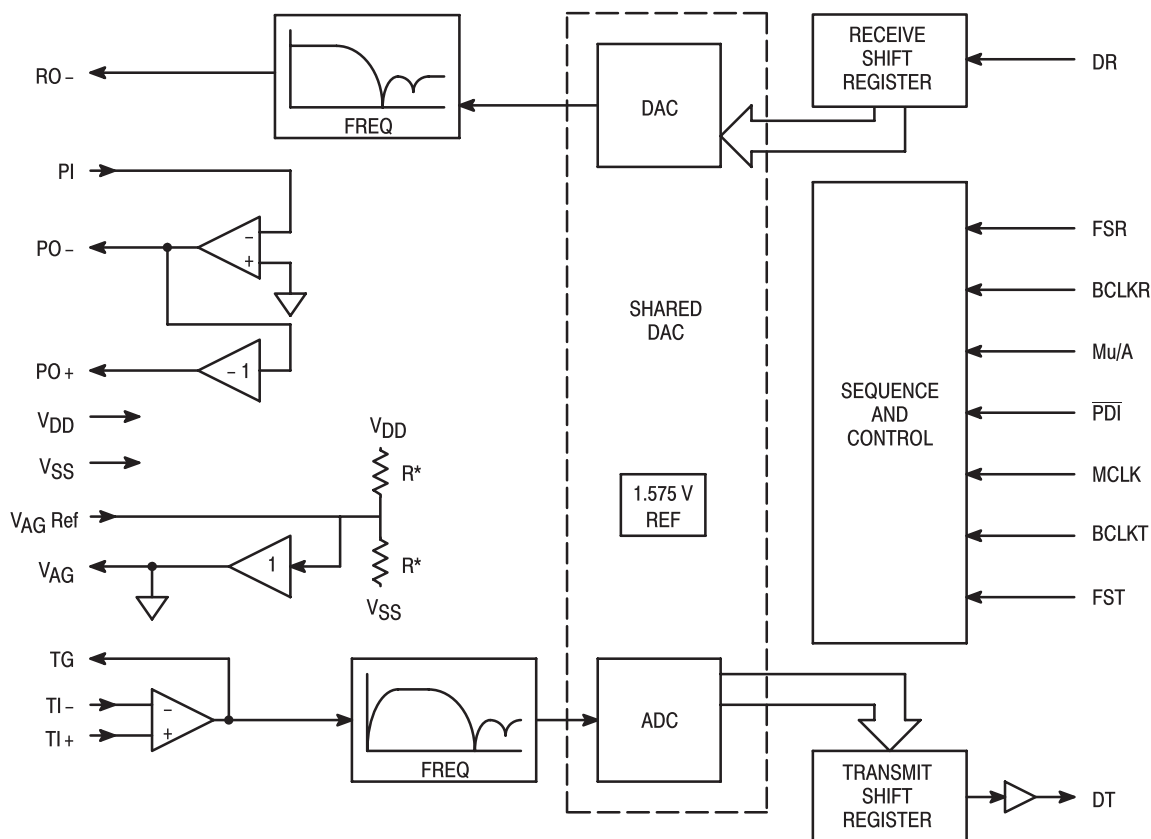 RO –
FREQ
DAC
RECEIVE
SHIFT
REGISTER
DR
PI
PO –
–
+
PO +
– 1
VDD
VSS
VAG Ref
VAG
1
VDD
R*
R*
VSS
SHARED
DAC
1.575 V
REF
SEQUENCE
AND
CONTROL
FSR
BCLKR
Mu/A
PDI
MCLK
BCLKT
FST
TG
TI –
TI +
–
+
FREQ
ADC
TRANSMIT
SHIFT
REGISTER
DT